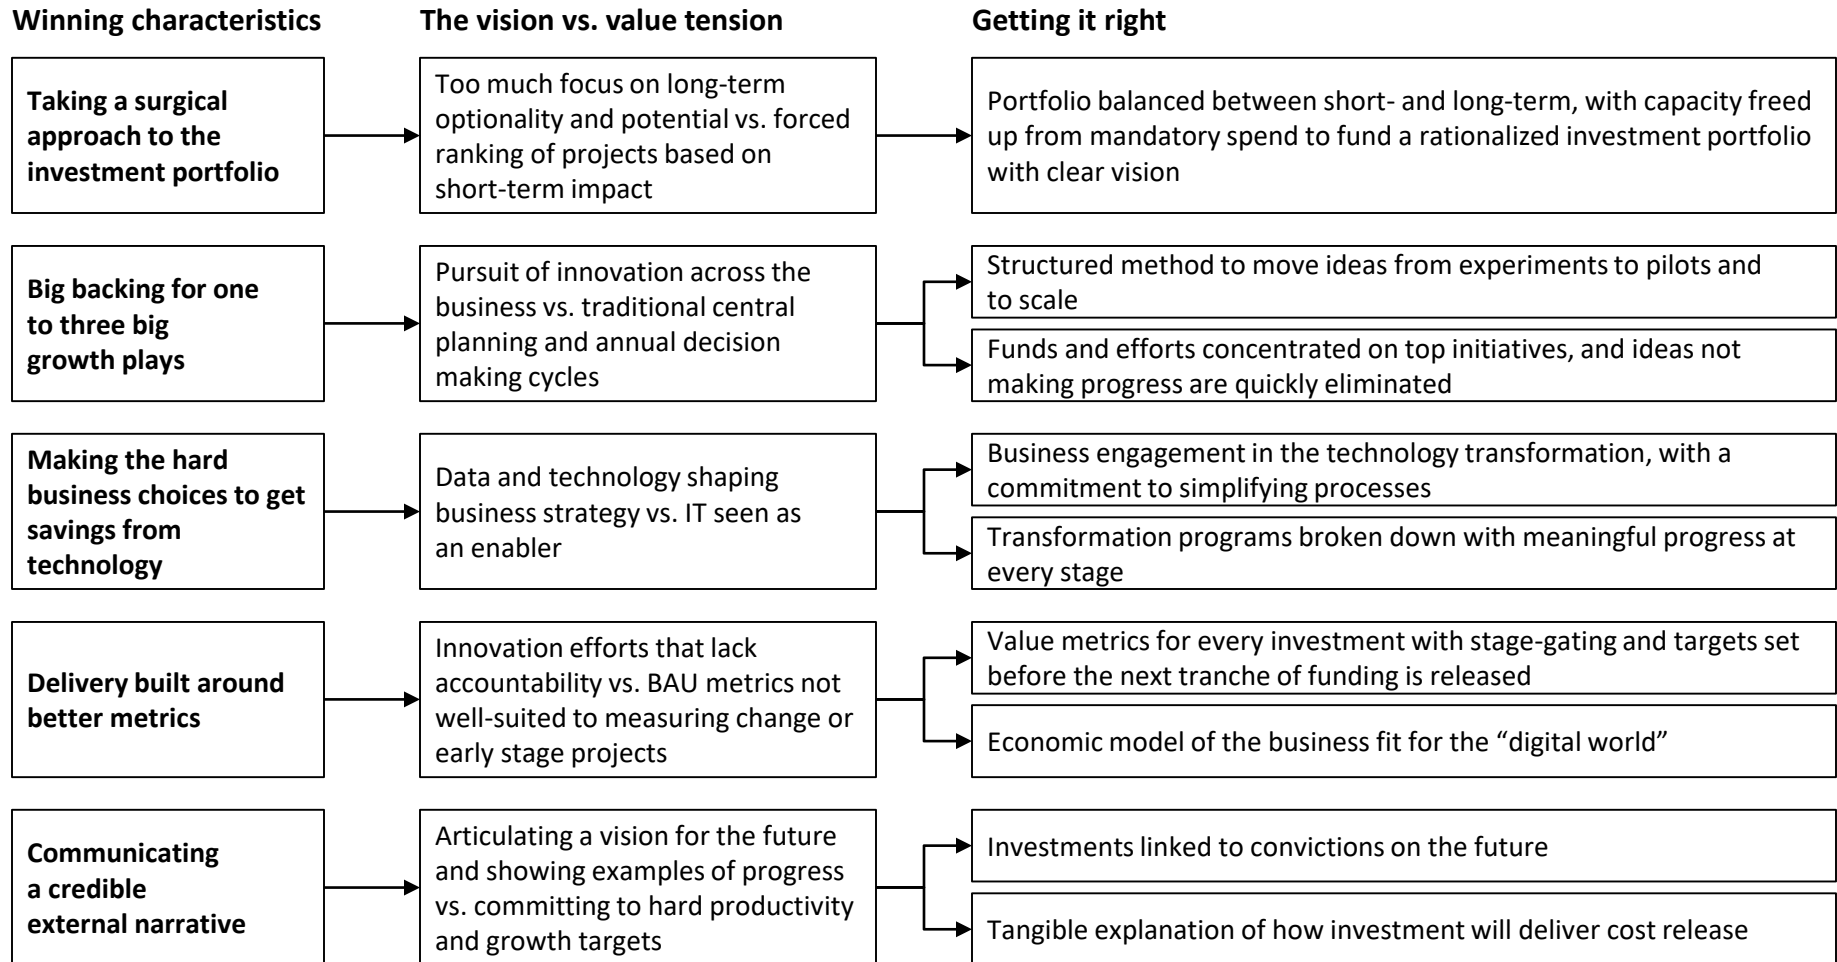 Winning characteristics
The vision vs. value tension
Getting it right
Taking a surgical
approach to the
investment portfolio
Too much focus on long-term
optionality and potential vs. forced
ranking of projects based on
short-term impact
Portfolio balanced between short- and long-term, with capacity freed
up from mandatory spend to fund a rationalized investment portfolio
with clear vision
Big backing for one
to three big
growth plays
Pursuit of innovation across the
business vs. traditional central
planning and annual decision
making cycles
Structured method to move ideas from experiments to pilots and
to scale
Funds and efforts concentrated on top initiatives, and ideas not
making progress are quickly eliminated
Making the hard
business choices to get
savings from
technology
Data and technology shaping
business strategy vs. IT seen as
an enabler
Business engagement in the technology transformation, with a
commitment to simplifying processes
Transformation programs broken down with meaningful progress at
every stage
Delivery built around
better metrics
Innovation efforts that lack
accountability vs. BAU metrics not
well-suited to measuring change or
early stage projects
Value metrics for every investment with stage-gating and targets set
before the next tranche of funding is released
Economic model of the business fit for the “digital world”
Communicating
a credible
external narrative
Articulating a vision for the future
and showing examples of progress
vs. committing to hard productivity
and growth targets
Investments linked to convictions on the future
Tangible explanation of how investment will deliver cost release